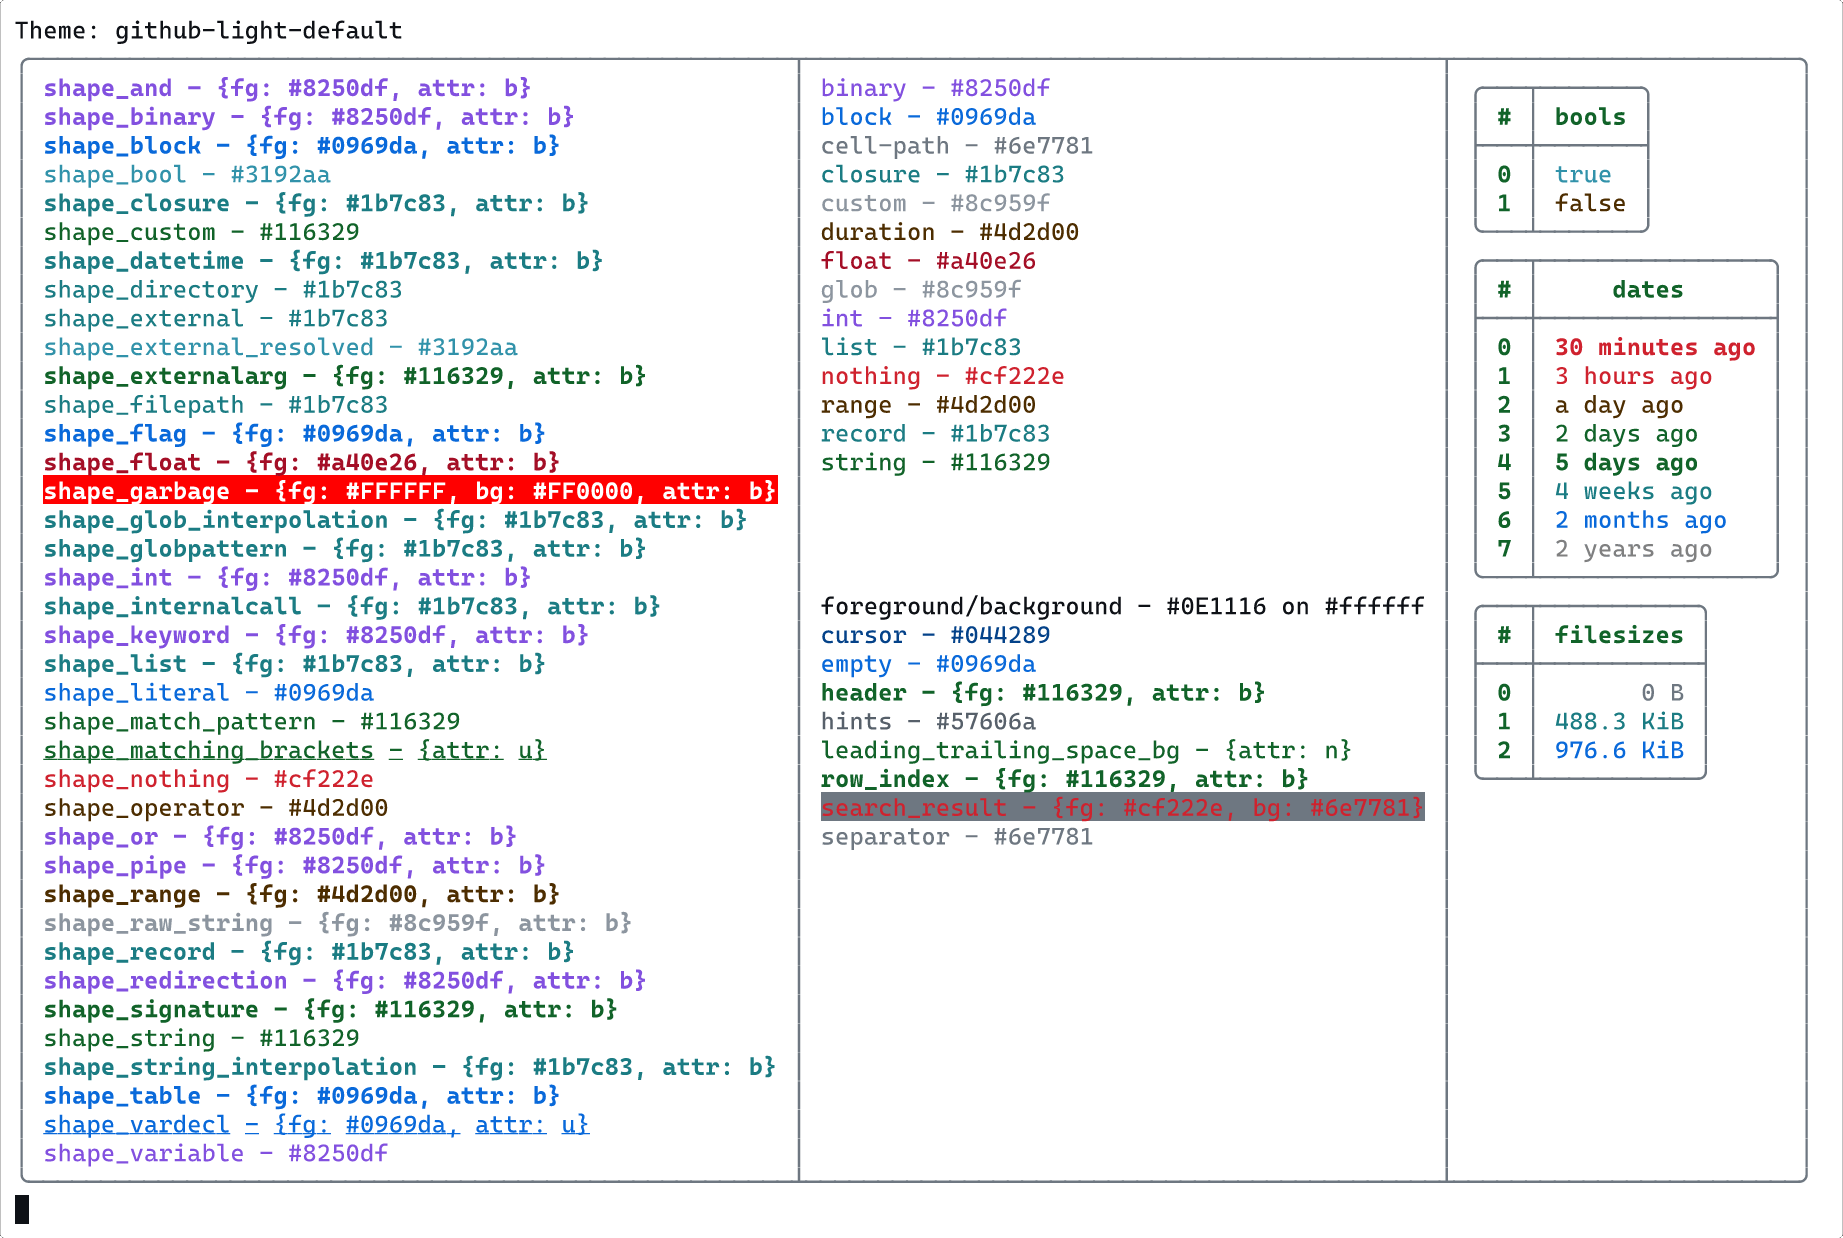 Theme: github-light-default
shape_and - {fg: #8250df, attr: b}
shape_binary - {fg: #8250df, attr: b}
shape_block - {fg: #0969da, attr: b}
shape_bool - #3192aa
shape_closure - {fg: #1b7c83, attr: b}
shape_custom - #116329
shape_datetime - {fg: #1b7c83, attr: b}
shape_directory - #1b7c83
shape_external - #1b7c83
shape_external_resolved - #3192aa
shape_externalarg - {fg: #116329, attr: b}
shape_filepath - #1b7c83
shape_flag - {fg: #0969da, attr: b}
shape_float - {fg: #a40e26, attr: b}
shape_garbage - {fg: #FFFFFF, bg: #FF0000, attr: b}
shape_glob_interpolation - {fg: #1b7c83, attr: b}
shape_globpattern - {fg: #1b7c83, attr: b}
shape_int - {fg: #8250df, attr: b}
shape_internalcall - {fg: #1b7c83, attr: b}
shape_keyword - {fg: #8250df, attr: b}
shape_list - {fg: #1b7c83, attr: b}
shape_literal - #0969da
shape_match_pattern - #116329
shape_matching_brackets - {attr: u}
shape_nothing - #cf222e
shape_operator - #4d2d00
shape_or - {fg: #8250df, attr: b}
shape_pipe - {fg: #8250df, attr: b}
shape_range - {fg: #4d2d00, attr: b}
shape_raw_string - {fg: #8c959f, attr: b}
shape_record - {fg: #1b7c83, attr: b}
shape_redirection - {fg: #8250df, attr: b}
shape_signature - {fg: #116329, attr: b}
shape_string - #116329
shape_string_interpolation - {fg: #1b7c83, attr: b}
shape_table - {fg: #0969da, attr: b}
shape_vardecl - {fg: #0969da, attr: u}
shape_variable - #8250df
binary - #8250df
block - #0969da
cell-path - #6e7781
closure - #1b7c83
custom - #8c959f
duration - #4d2d00
float - #a40e26
glob - #8c959f
int - #8250df
list - #1b7c83
nothing - #cf222e
range - #4d2d00
record - #1b7c83
string - #116329
foreground/background - #0E1116 on #ffffff
cursor - #044289
empty - #0969da
header - {fg: #116329, attr: b}
hints - #57606a
leading_trailing_space_bg - {attr: n}
row_index - {fg: #116329, attr: b}
search_result - {fg: #cf222e, bg: #6e7781}
separator - #6e7781
# bools
0 true
1 false
# dates
0 30 minutes ago
1 3 hours ago
2 a day ago
3 2 days ago
4 5 days ago
5 4 weeks ago
6 2 months ago
7 2 years ago
# filesizes
0 0 B
1 488.3 KiB
2 976.6 KiB